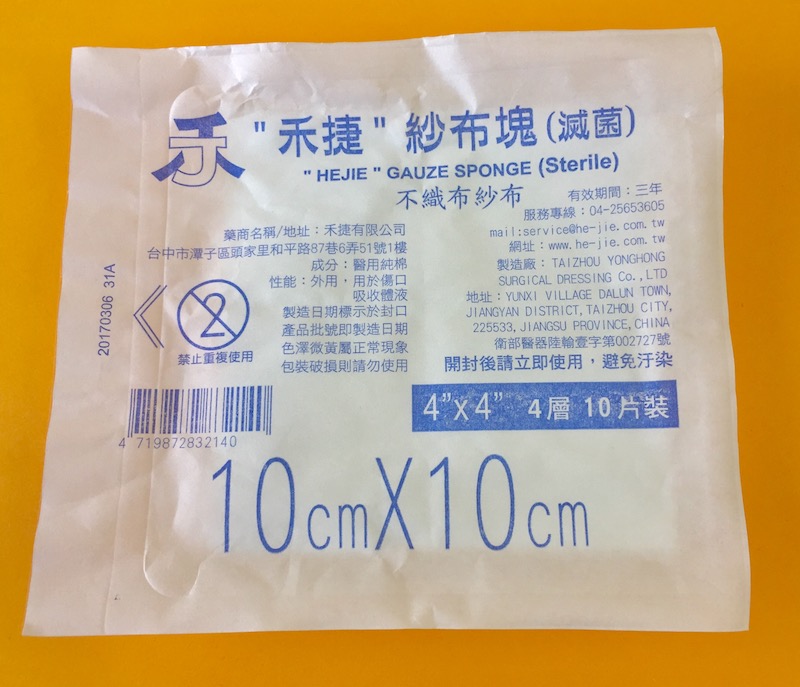 禾
"禾捷" 紗布塊(滅菌)
"HEJIE" GAUZE SPONGE (Sterile)
不織布紗布
藥商名稱/地址：禾捷有限公司
台中市潭子區頭家里和平路87巷6弄51號1樓
成分：醫用純棉
性能：外用，用於傷口
吸收體液
製造日期標示於封口
產品批號即製造日期
色澤微黃屬正常現象
包裝破損則請勿使用
有效期間：三年
服務專線：04-25653605
mail:service@he-jie.com.tw
網址：www.he-jie.com.tw
製造廠：TAIZHOU YONGHONG
SURGICAL DRESSING Co.,LTD
地址：YUNXI VILLAGE DALUN TOWN,
JIANGYAN DISTRICT,TAIZHOU CITY,
225533, JIANGSU PROVINCE,CHINA
衛部醫器陸輸壹字第002727號
開封後請立即使用，避免汙染
20170306 31A
2
禁止重複使用
4 719872832140
4"x4" 4層 10片裝
10cmX10cm